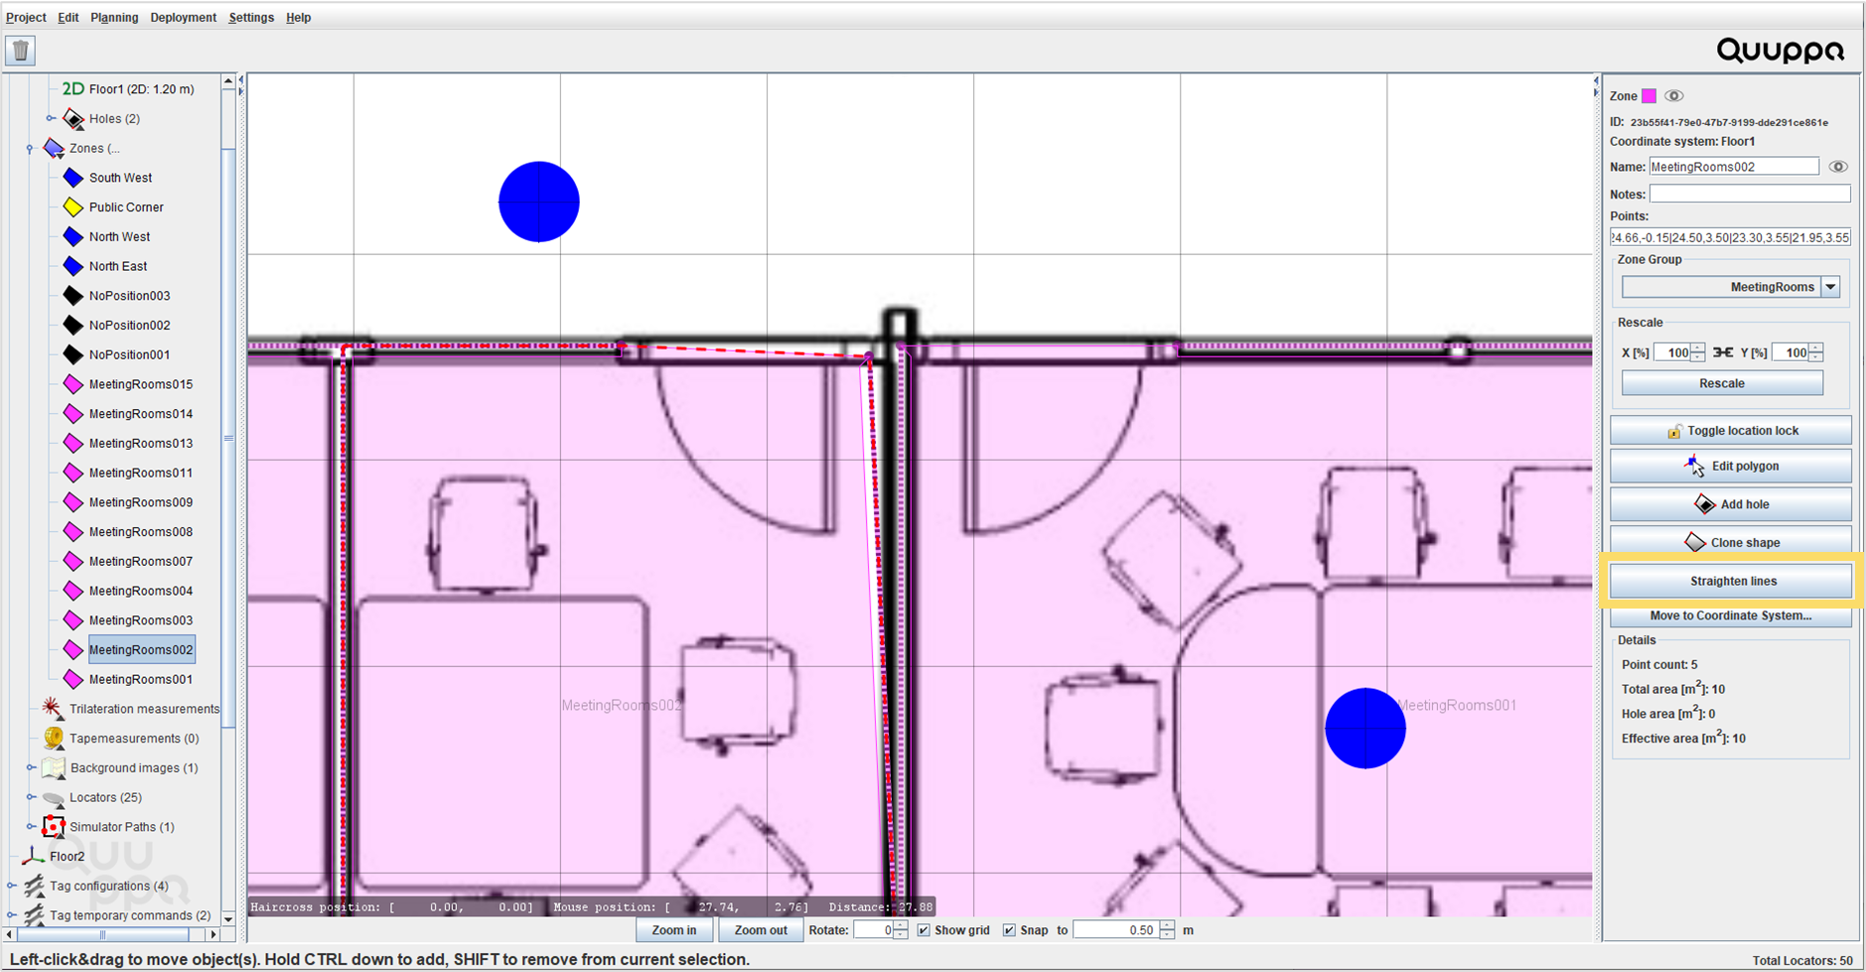 Project Edit Planning Deployment Settings Help
Quuppa
2D Floor1 (2D: 1.20 m)
Holes (2)
Zones (...
South West
Public Corner
North West
North East
NoPosition003
NoPosition002
NoPosition001
MeetingRooms015
MeetingRooms014
MeetingRooms013
MeetingRooms011
MeetingRooms009
MeetingRooms008
MeetingRooms007
MeetingRooms004
MeetingRooms003
MeetingRooms002
MeetingRooms001
Trilateration measurements
Tapemeasurements (0)
Background images (1)
Locators (25)
Simulator Paths (1)
Floor2
Tag configurations (4)
Tag temporary commands (2)
Quuppa
MeetingRooms002
MeetingRooms001
Haircross position: [ 0.00, 0.00] Mouse position: [ 27.74, 2.76] Distance: 27.88
Zoom in Zoom out Rotate: 0 Show grid Snap to 0.50 m
Zone
ID: 23b55f41-79e0-47b7-9199-dde291ce861e
Coordinate system: Floor1
Name: MeetingRooms002
Notes:
Points:
24.66,-0.15|24.50,3.50|23.30,3.55|21.95,3.55
Zone Group
MeetingRooms
Rescale
X [%] 100 Y [%] 100
Rescale
Toggle location lock
Edit polygon
Add hole
Clone shape
Straighten lines
Move to Coordinate System...
Details
Point count: 5
Total area [m2]: 10
Hole area [m2]: 0
Effective area [m2]: 10
Left-click&drag to move object(s). Hold CTRL down to add, SHIFT to remove from current selection.
Total Locators: 50